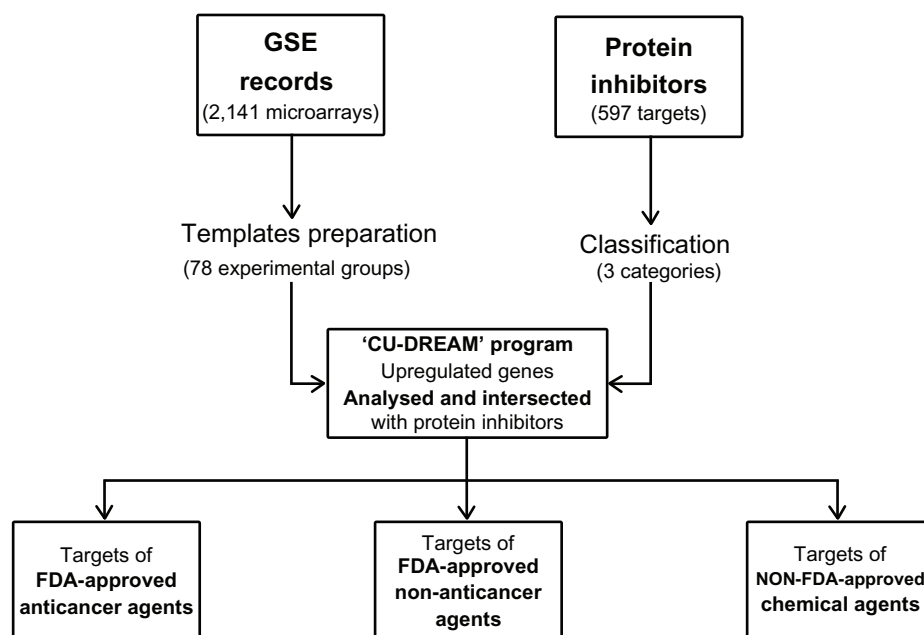 GSE
records
(2,141 microarrays)
Protein
inhibitors
(597 targets)
Templates preparation
(78 experimental groups)
Classification
(3 categories)
‘CU-DREAM’ program
Upregulated genes
Analysed and intersected
with protein inhibitors
Targets of
FDA-approved
anticancer agents
Targets of
FDA-approved
non-anticancer
agents
Targets of
NON-FDA-approved
chemical agents